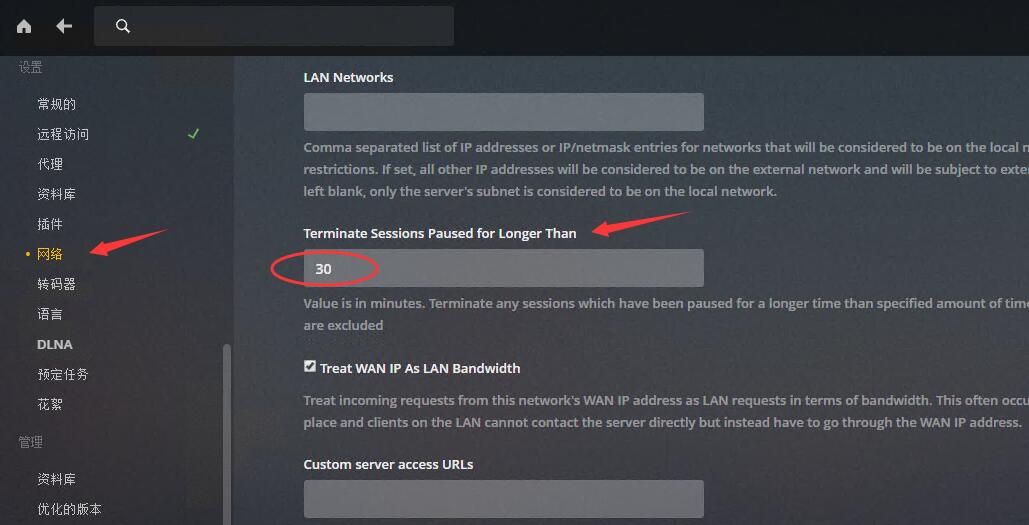 设置
常规的
远程访问
代理
资料库
插件
网络
转码器
语言
DLNA
预定任务
花絮
管理
资料库
优化的版本
LAN Networks
Comma separated list of IP addresses or IP/netmask entries for networks that will be considered to be on the local
restrictions. If set, all other IP addresses will be considered to be on the external network and will be subject to
left blank, only the server's subnet is considered to be on the local network.
Terminate Sessions Paused for Longer Than
30
Value is in minutes. Terminate any sessions which have been paused for a longer time than specified amount of
are excluded
Treat WAN IP As LAN Bandwidth
Treat incoming requests from this network's WAN IP address as LAN requests in terms of bandwidth. This often
place and clients on the LAN cannot contact the server directly but instead have to go through the WAN IP address.
Custom server access URLs